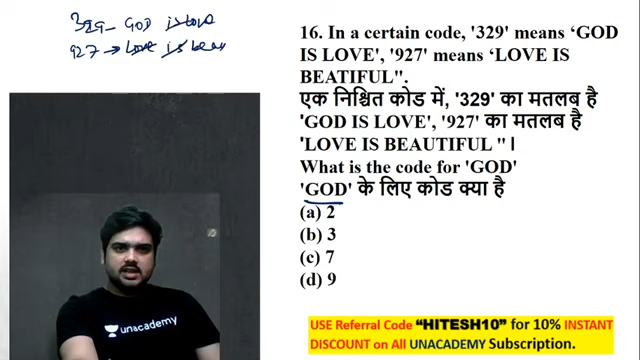 329- GOD is love
927 → Love is beau
16. In a certain code, '329' means ‘GOD
IS LOVE', '927' means ‘LOVE IS
BEATIFUL".
एक निश्चित कोड में, '329' का मतलब है
'GOD IS LOVE', '927' का मतलब है
'LOVE IS BEAUTIFUL "।
What is the code for 'GOD'
'GOD' के लिए कोड क्या है
(a) 2
(b) 3
(c) 7
(d) 9
unacademy
USE Referral Code “HITESH10” for 10% INSTANT
DISCOUNT on All UNACADEMY Subscription.